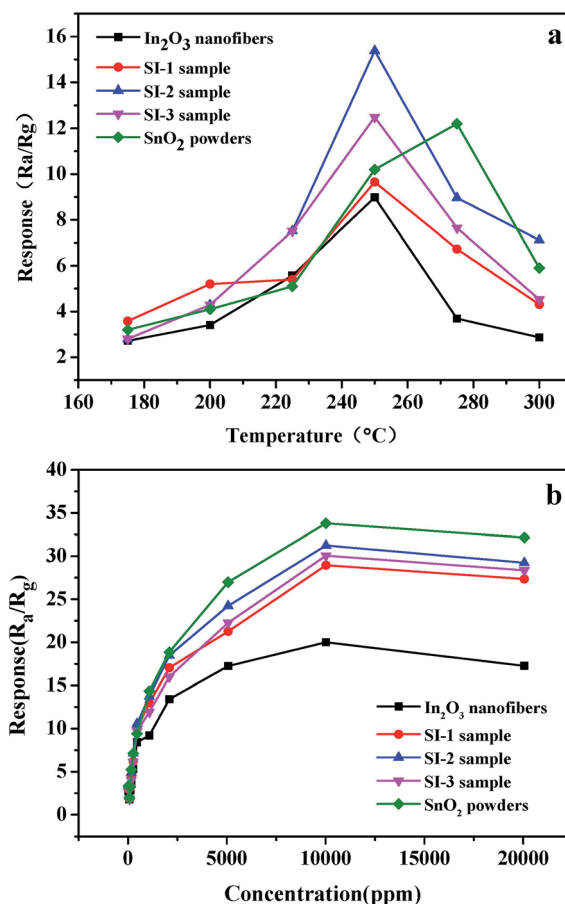 a
In₂O₃ nanofibers
SI-1 sample
SI-2 sample
SI-3 sample
SnO₂ powders
16
14
12
10
8
6
4
2
Response（Ra/Rg）
160 180 200 220 240 260 280 300
Temperature（°C）
b
40
35
30
25
20
15
10
5
0
Response(Rₐ/R_g)
In₂O₃ nanofibers
SI-1 sample
SI-2 sample
SI-3 sample
SnO₂ powders
0 5000 10000 15000 20000
Concentration(ppm)